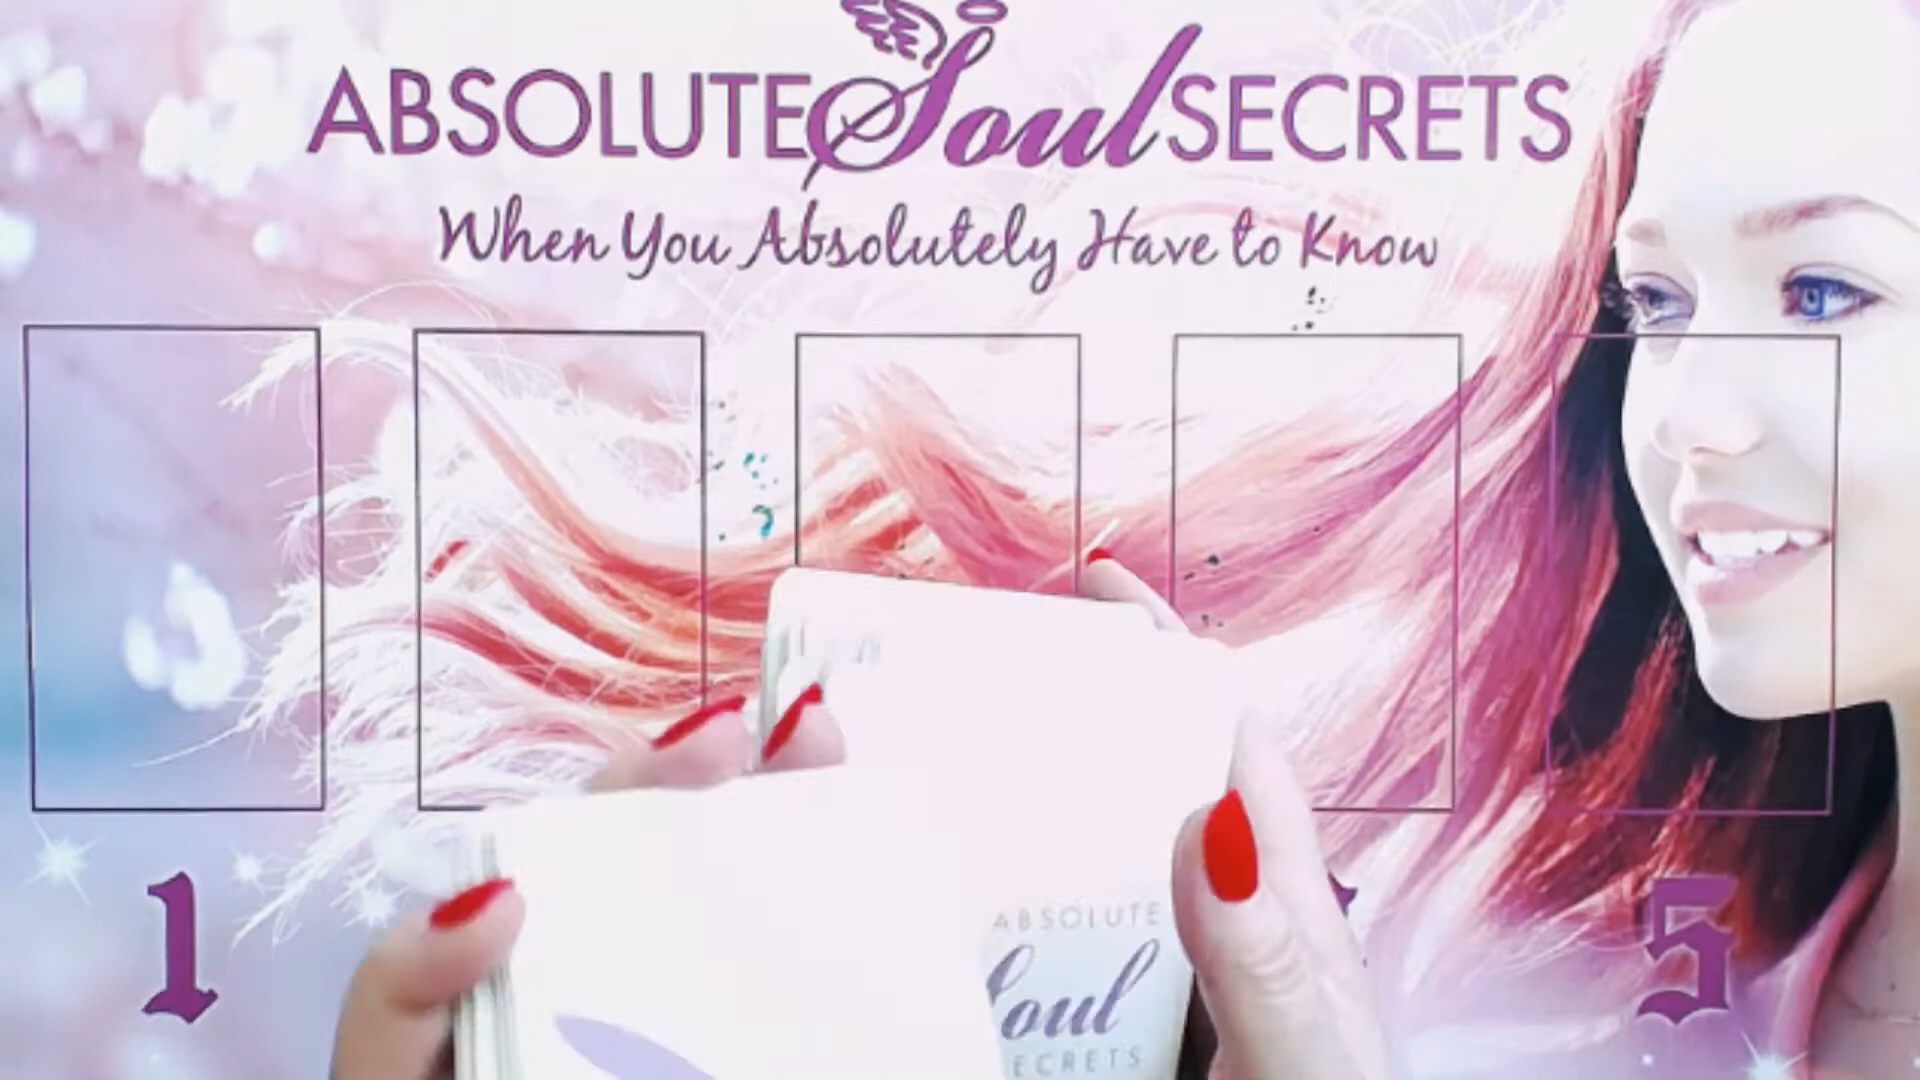 ABSOLUTE Soul SECRETS
When You Absolutely Have to Know
1
5
ABSOLUTE
Soul
SECRETS